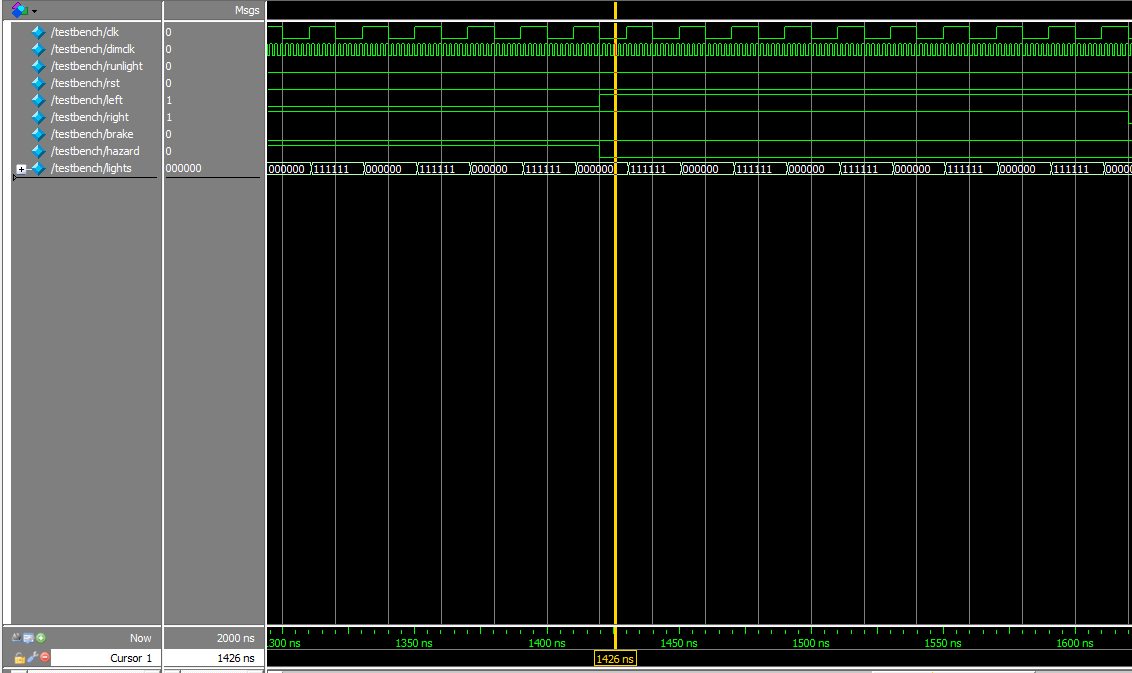 Msgs
/testbench/clk 0
/testbench/dimclk 0
/testbench/runlight 0
/testbench/rst 0
/testbench/left 1
/testbench/right 1
/testbench/brake 0
/testbench/hazard 0
/testbench/lights 000000 000000 111111 000000 111111 000000 111111 000000 111111 000000 111111 000000 111111 000000 111111 000000 111111 0000
Now 2000 ns 300 ns 1350 ns 1400 ns 1450 ns 1500 ns 1550 ns 1600 ns
Cursor 1 1426 ns 1426 ns